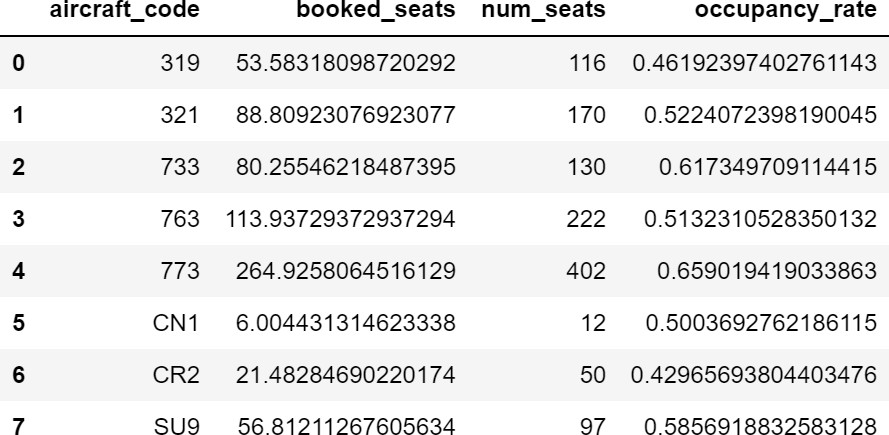 aircraft_code booked_seats num_seats occupancy_rate
0 319 53.58318098720292 116 0.46192397402761143
1 321 88.80923076923077 170 0.5224072398190045
2 733 80.25546218487395 130 0.617349709114415
3 763 113.93729372937294 222 0.5132310528350132
4 773 264.9258064516129 402 0.659019419033863
5 CN1 6.004431314623338 12 0.5003692762186115
6 CR2 21.48284690220174 50 0.42965693804403476
7 SU9 56.81211267605634 97 0.5856918832583128